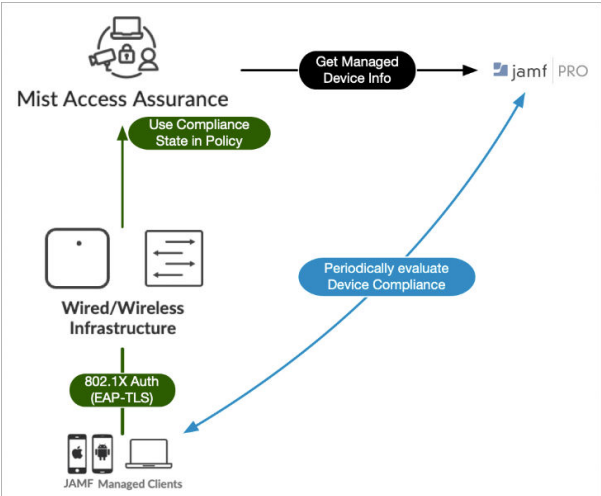 Get Managed
Device Info
jamf PRO
Mist Access Assurance
Use Compliance
State in Policy
Periodically evaluate
Device Compliance
Wired/Wireless
Infrastructure
802.1X Auth
(EAP-TLS)
JAMF Managed Clients